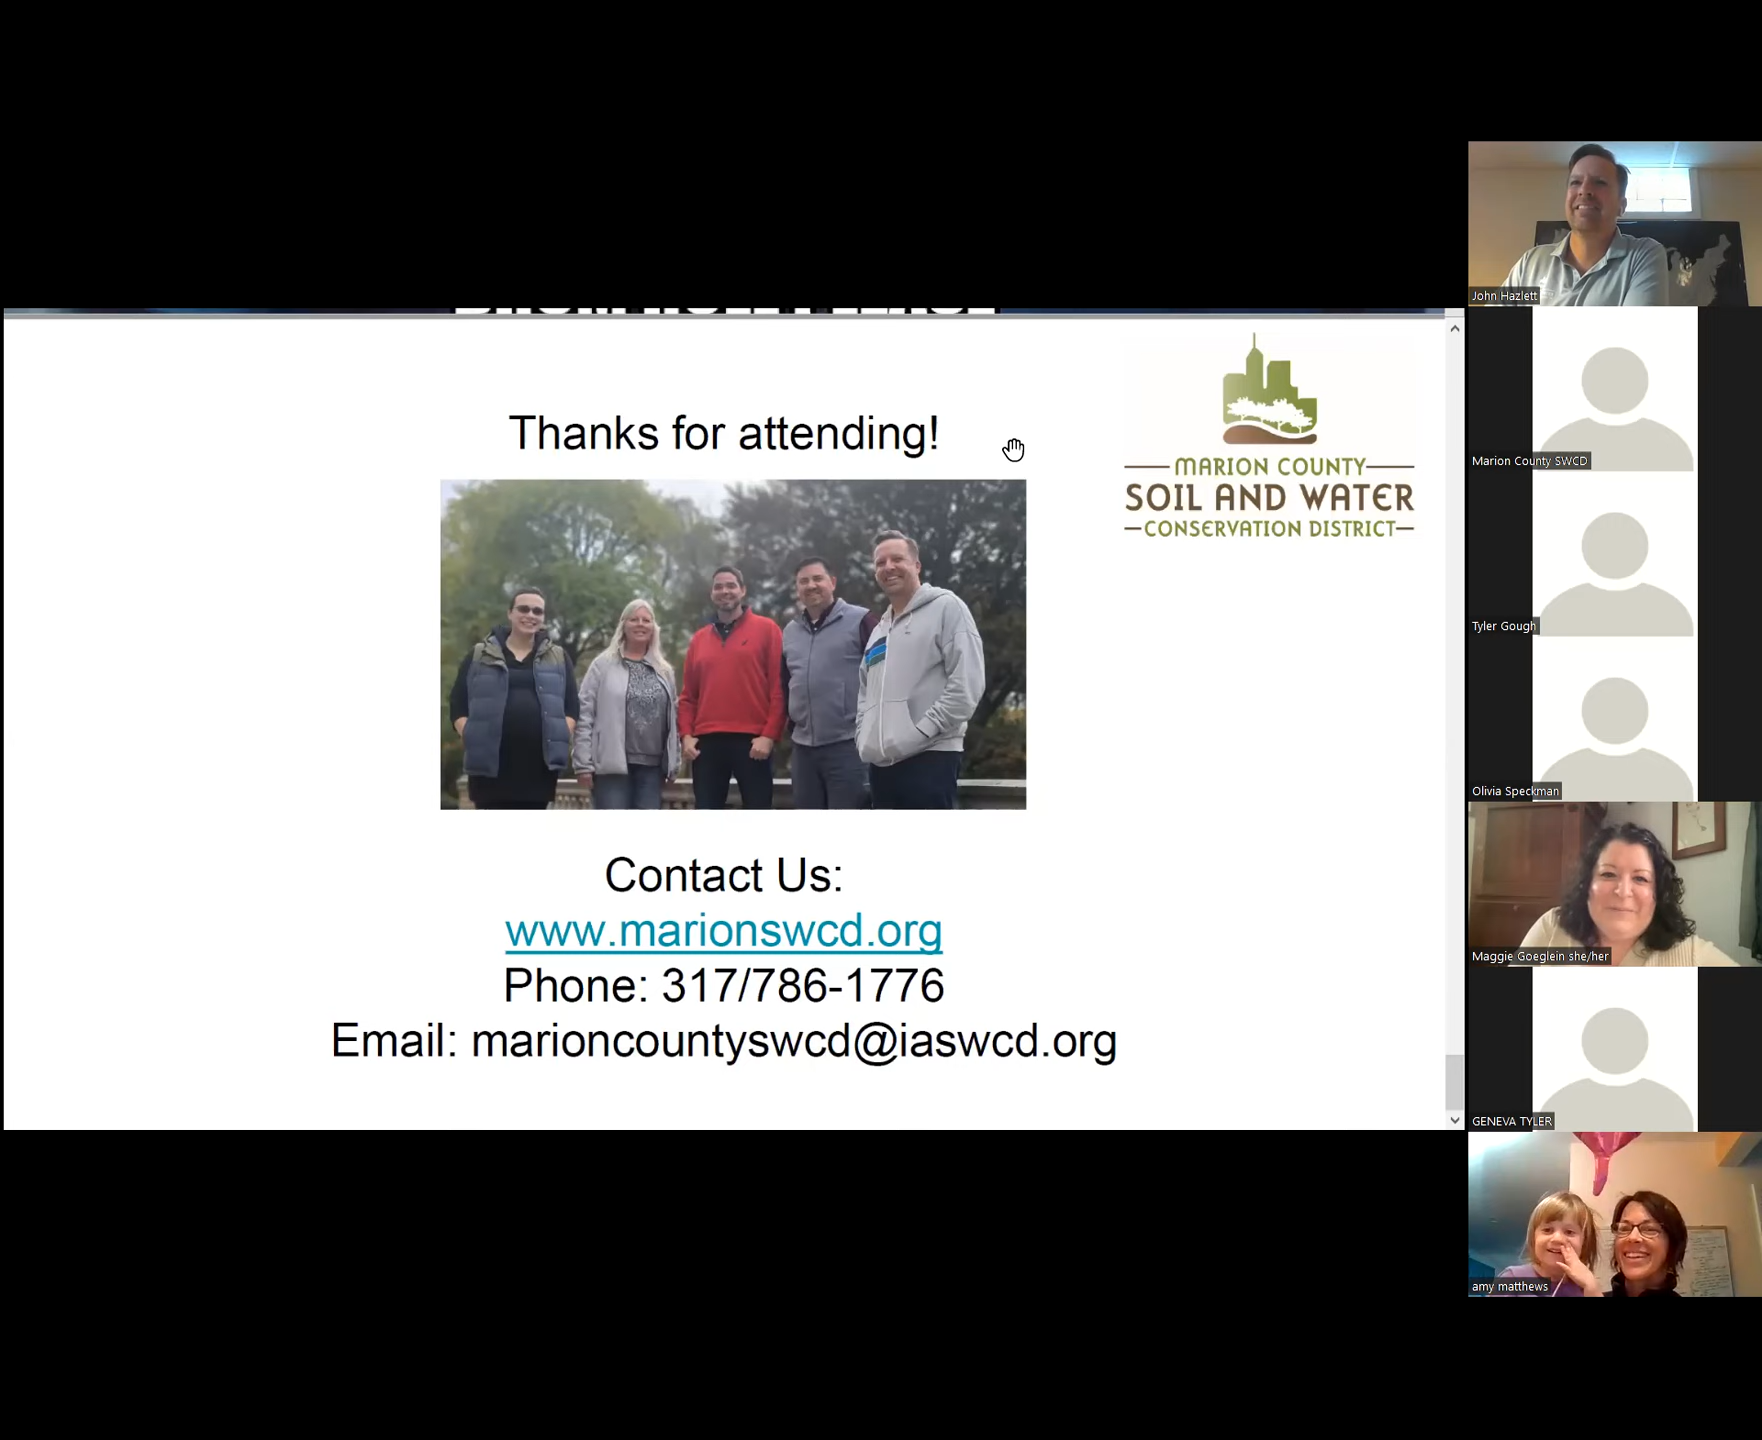 Thanks for attending!
MARION COUNTY
SOIL AND WATER
CONSERVATION DISTRICT
Contact Us:
www.marionswcd.org
Phone: 317/786-1776
Email: marioncountyswcd@iaswcd.org
John Hazlett
Marion County SWCD
Tyler Gough
Olivia Speckman
Maggie Goeglein she/her
GENEVA TYLER
amy matthews